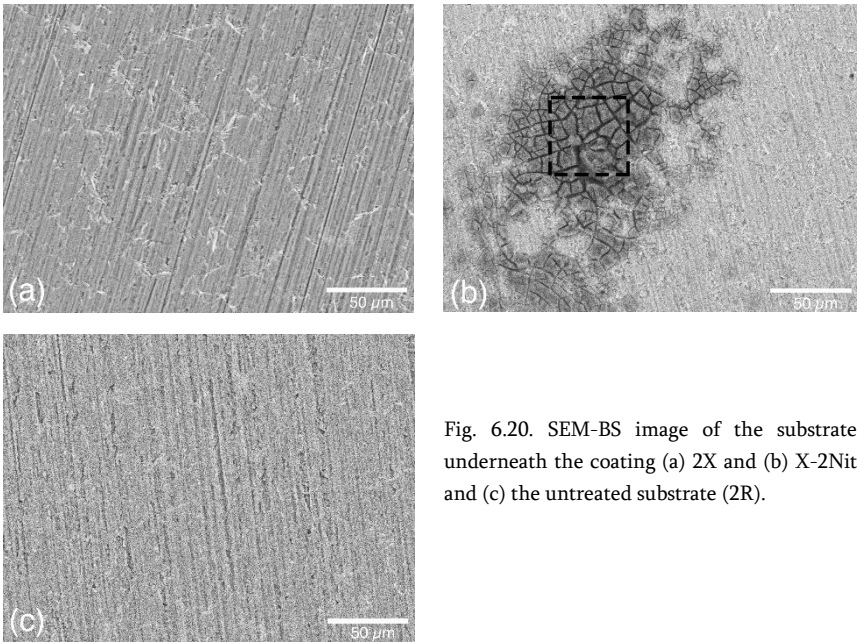 (a)
50 µm
(b)
50 µm
(c)
50 µm
Fig. 6.20. SEM-BS image of the substrate
underneath the coating (a) 2X and (b) X-2Nit
and (c) the untreated substrate (2R).